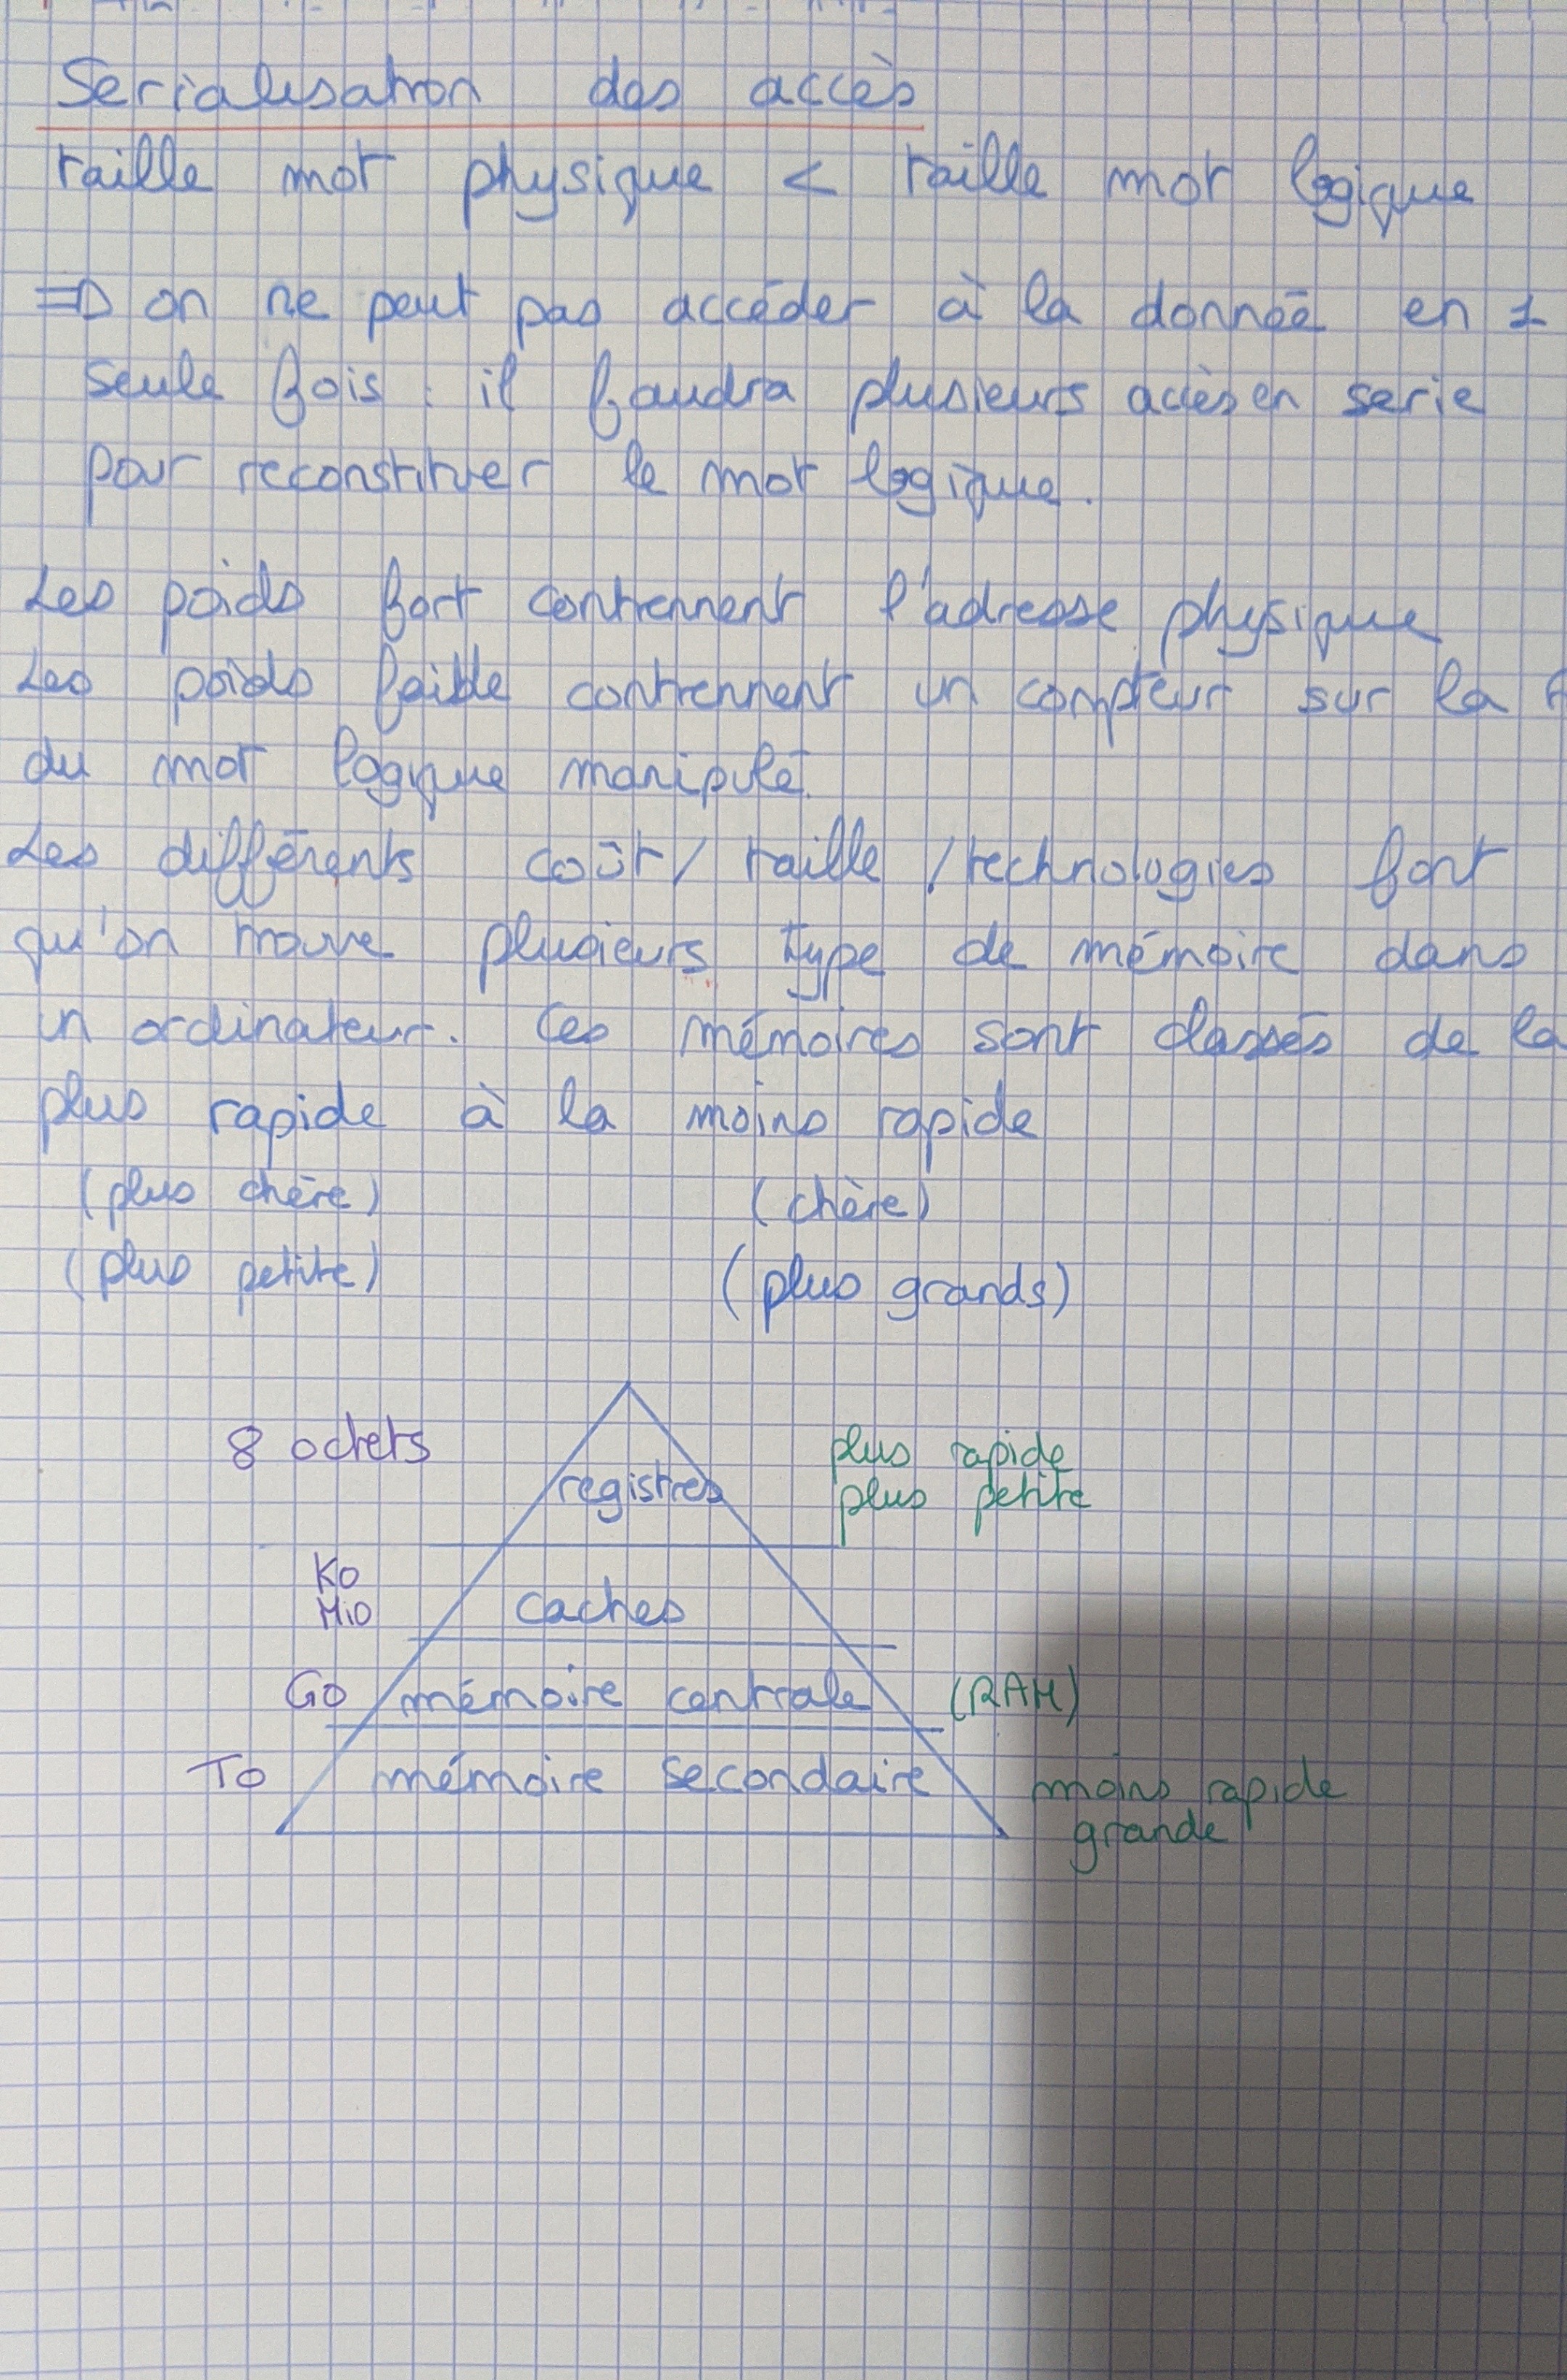 Serialisation des accès
taille mot physique < taille mot logique
=> on ne peut pas accéder à la donnée en 1
seule fois : il faudra plusieurs accès en serie
pour reconstituer le mot logique.
Les poids fort contiennent l'adresse physique
Les poids faible contiennent un compteur sur la
du mot logique manipulé.
Les différents coût / taille / technologies font
qu'on trouve plusieurs type de mémoire dans
un ordinateur. Ces mémoires sont classés de la
plus rapide à la moins rapide
(plus chère) (chère)
(plus petite) (plus grands)
8 octets registres plus rapide
plus petite
Ko
Mio caches
Go mémoire centrale (RAM)
To mémoire secondaire moins rapide
grande